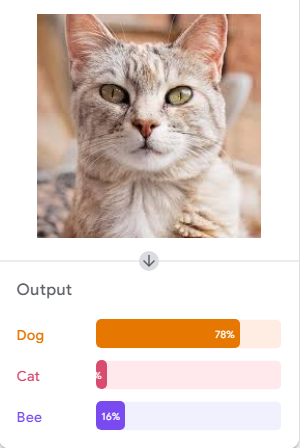 Output
Dog 78%
Cat %
Bee 16%